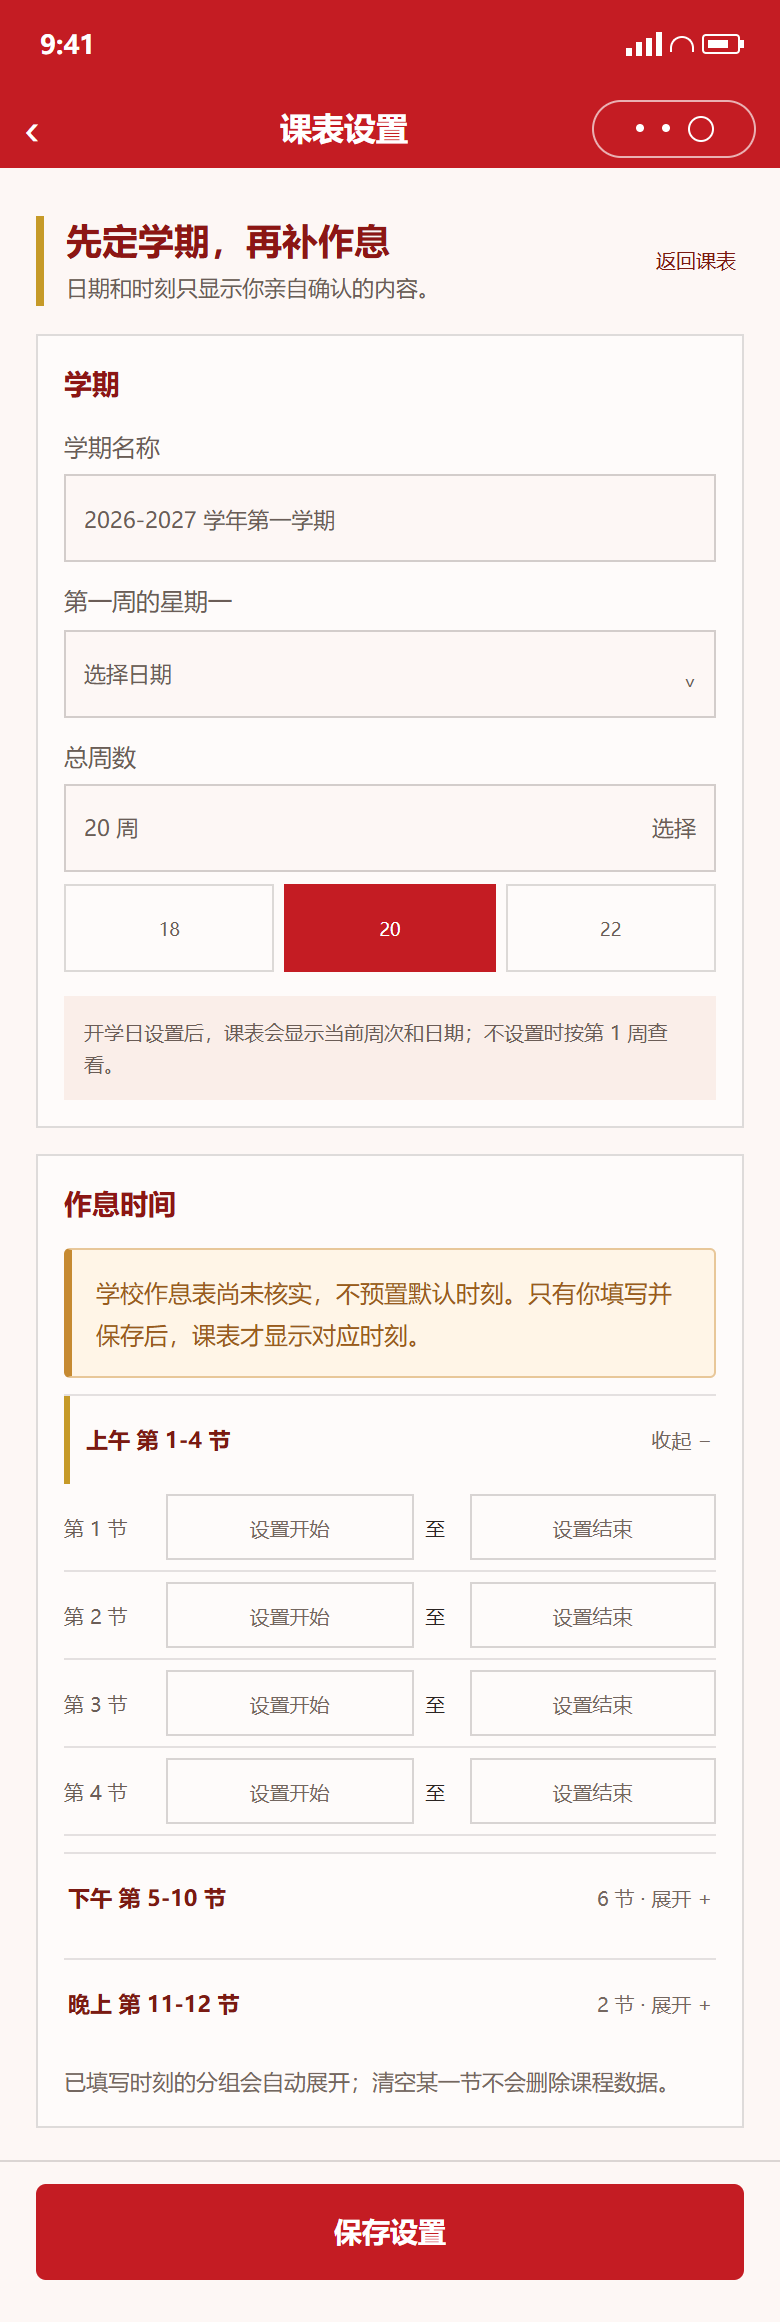 9:41
课表设置
先定学期，再补作息
日期和时刻只显示你亲自确认的内容。
返回课表
学期
学期名称
2026-2027 学年第一学期
第一周的星期一
选择日期
总周数
20 周 选择
18 20 22
开学日设置后，课表会显示当前周次和日期；不设置时按第 1 周查
看。
作息时间
学校作息表尚未核实，不预置默认时刻。只有你填写并
保存后，课表才显示对应时刻。
上午 第 1-4 节 收起 −
第 1 节 设置开始 至 设置结束
第 2 节 设置开始 至 设置结束
第 3 节 设置开始 至 设置结束
第 4 节 设置开始 至 设置结束
下午 第 5-10 节 6 节 · 展开 +
晚上 第 11-12 节 2 节 · 展开 +
已填写时刻的分组会自动展开；清空某一节不会删除课程数据。
保存设置